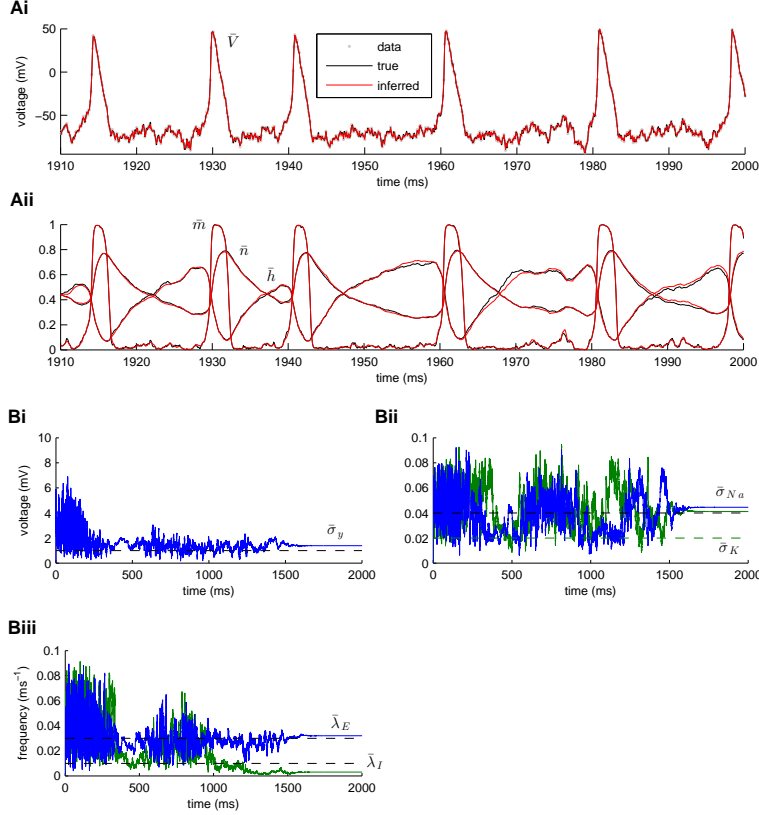 Ai
50
0
−50
voltage (mV)
V̄
data
true
inferred
1910 1920 1930 1940 1950 1960 1970 1980 1990 2000
time (ms)
Aii
1
0.8
0.6
0.4
0.2
0
m̄
n̄
h̄
1910 1920 1930 1940 1950 1960 1970 1980 1990 2000
time (ms)
Bi
10
8
6
4
2
0
voltage (mV)
σ̄y
0 500 1000 1500 2000
time (ms)
Bii
0.1
0.08
0.06
0.04
0.02
0
σ̄Na
σ̄K
0 500 1000 1500 2000
time (ms)
Biii
0.1
0.08
0.06
0.04
0.02
0
frequency (ms⁻¹)
λ̄E
λ̄I
0 500 1000 1500 2000
time (ms)